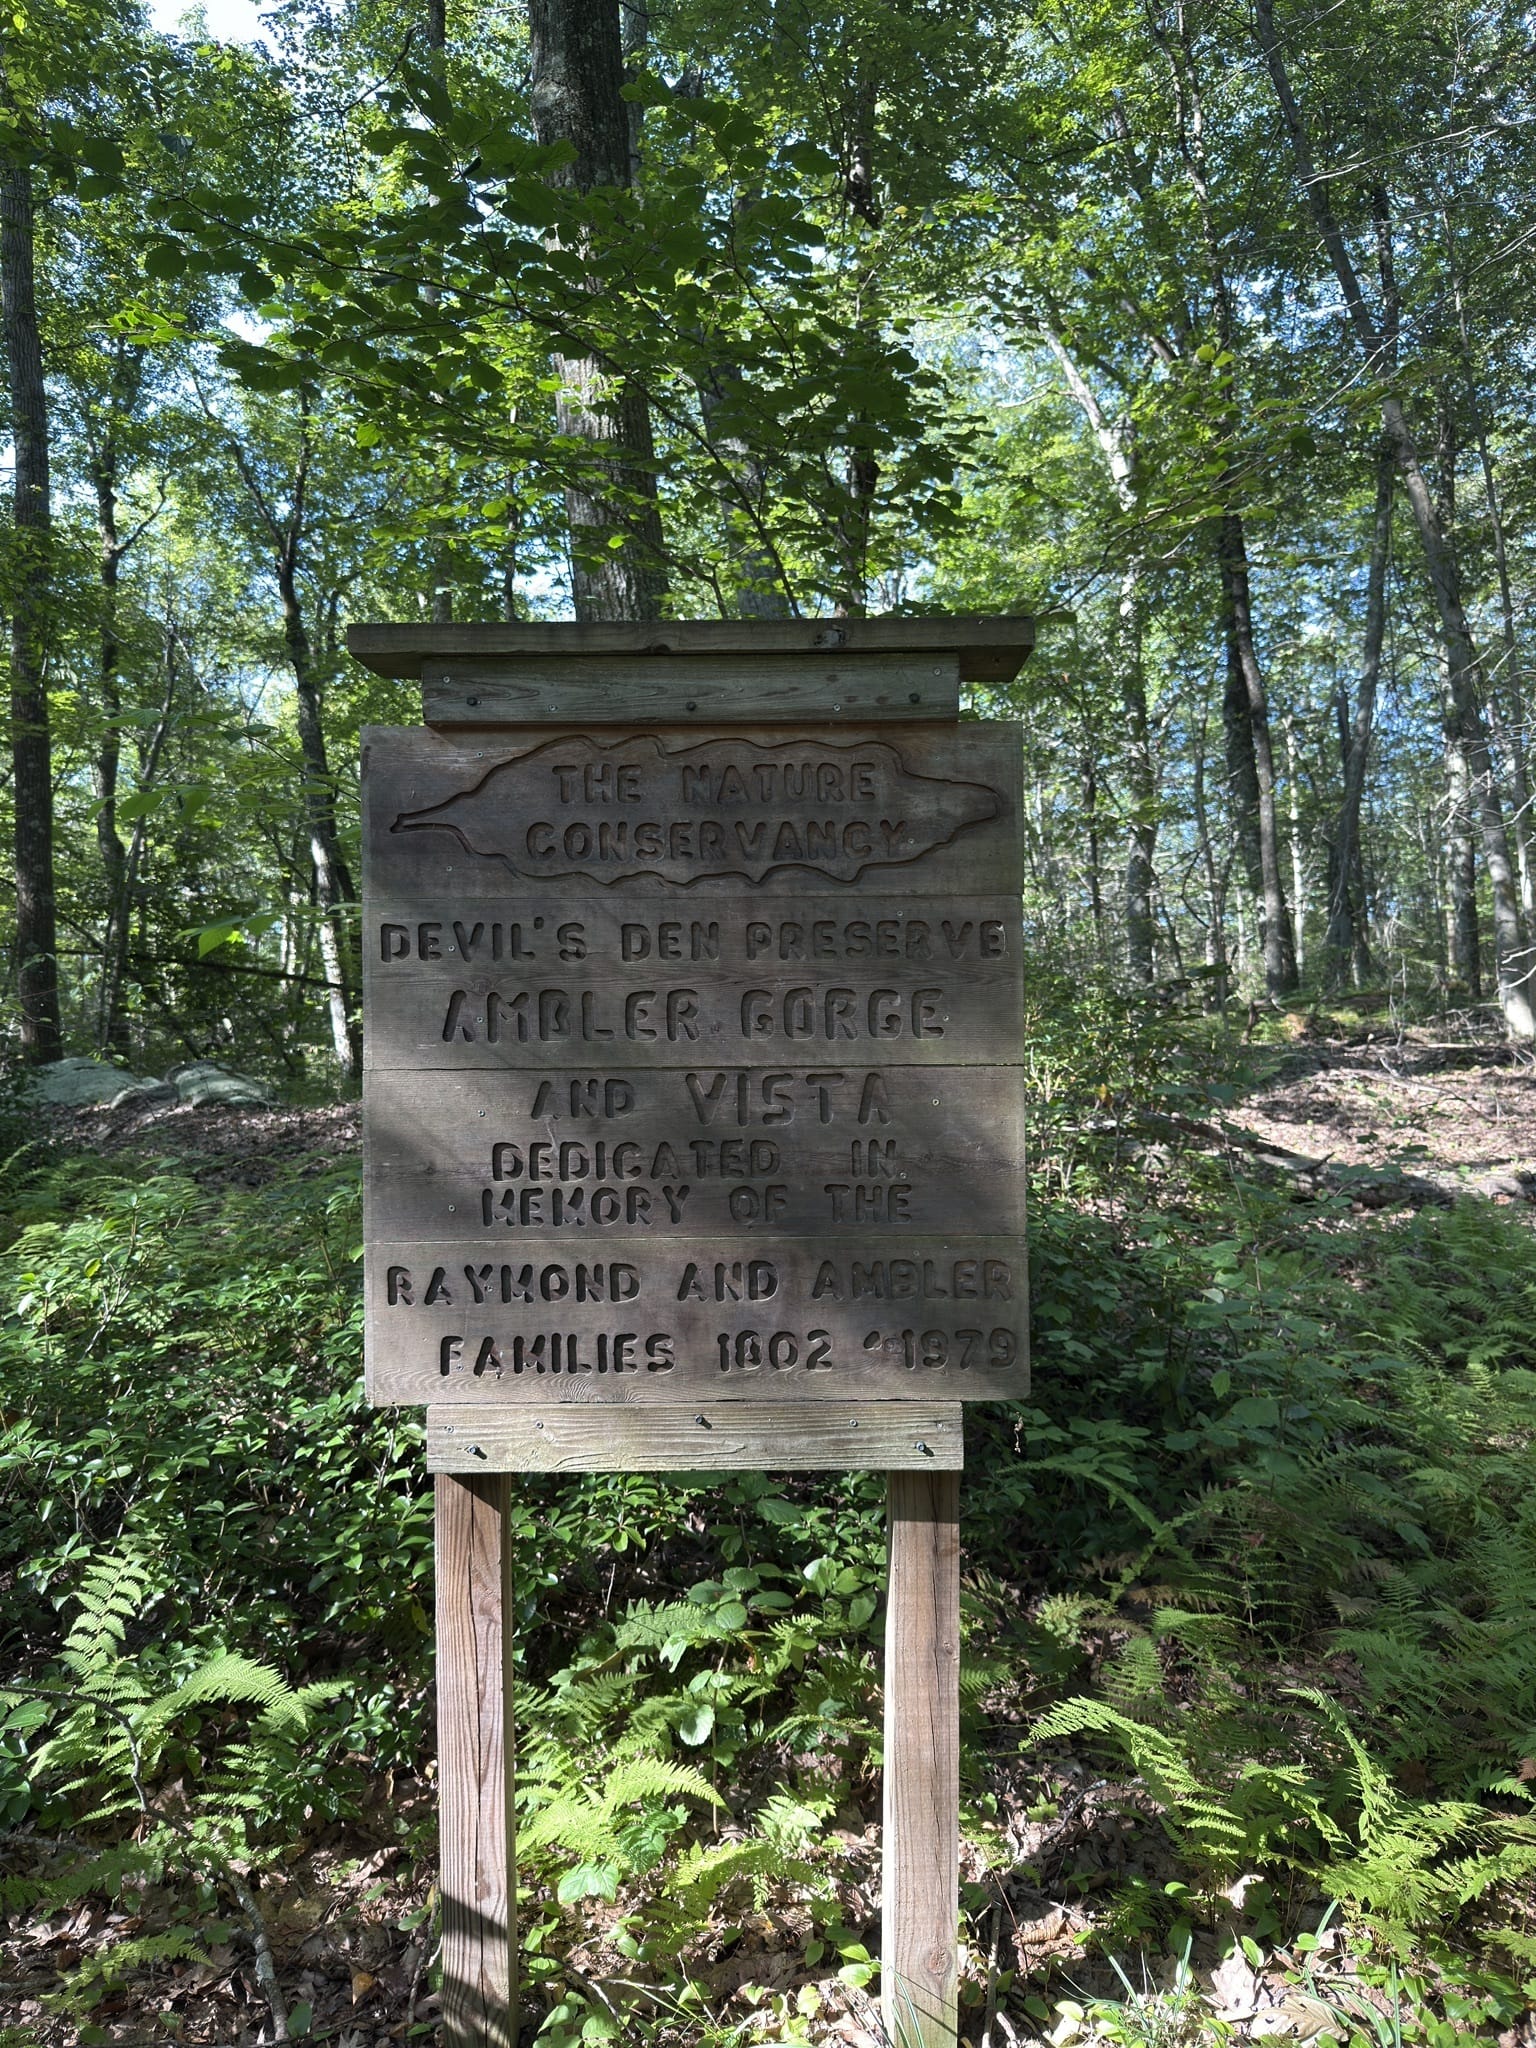 THE NATURE
CONSERVANCY
DEVIL'S DEN PRESERVE
AMBLER GORGE
AND VISTA
DEDICATED IN
MEMORY OF THE
RAYMOND AND AMBLER
FAMILIES 1802 - 1979